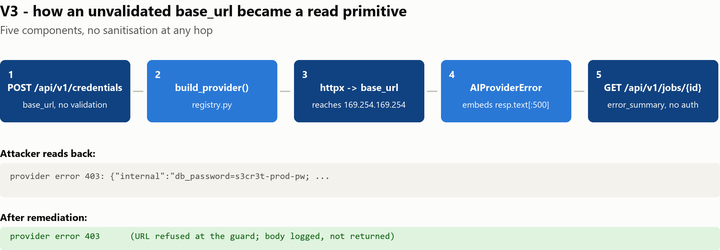 V3 - how an unvalidated base_url became a read primitive
Five components, no sanitisation at any hop
1
POST /api/v1/credentials
base_url, no validation
2
build_provider()
registry.py
3
httpx -> base_url
reaches 169.254.169.254
4
AIProviderError
embeds resp.text[:500]
5
GET /api/v1/jobs/{id}
error_summary, no auth
Attacker reads back:
provider error 403: {"internal":"db_password=s3cr3t-prod-pw; ...
After remediation:
provider error 403 (URL refused at the guard; body logged, not returned)